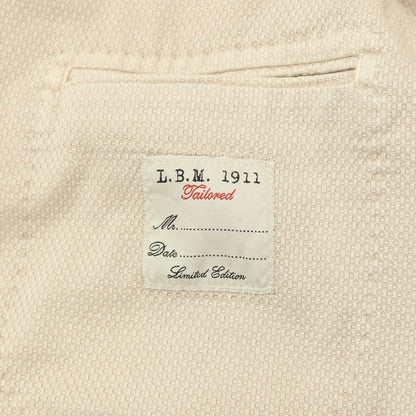 L.B.M. 1911
Tailored
Mr..............................
Date..............................
Limited Edition